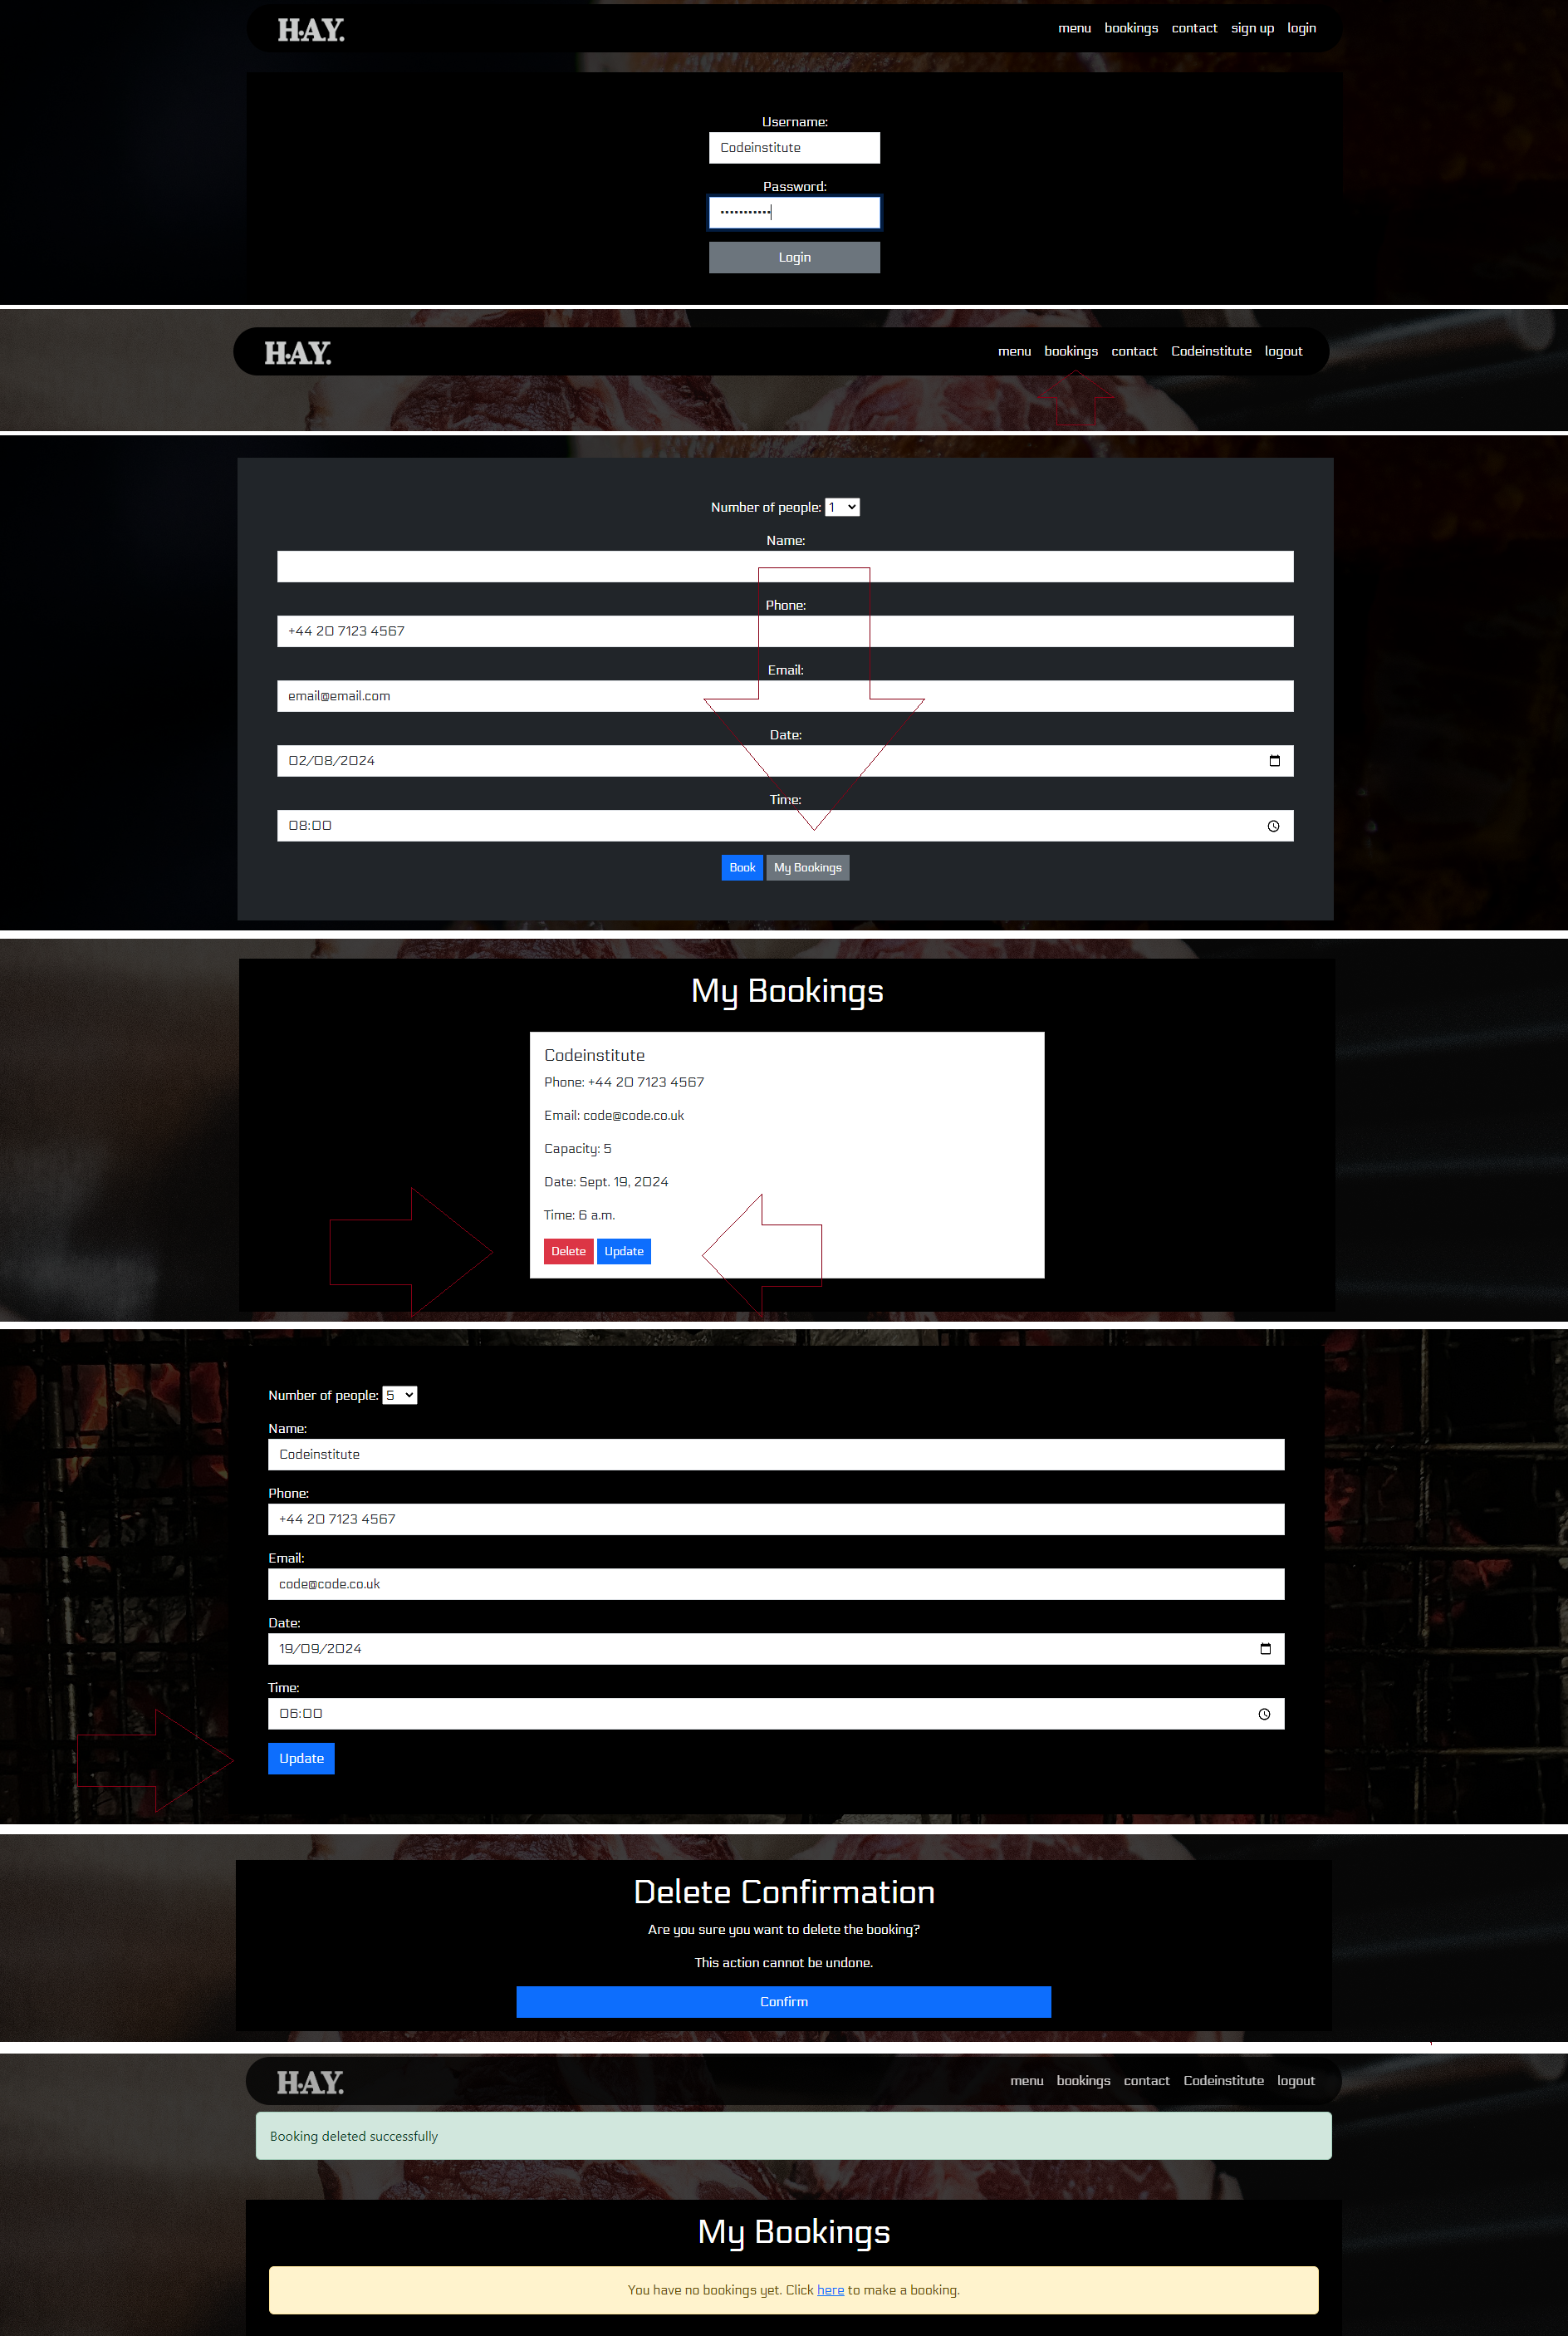 H·A.Y.
menu bookings contact sign up login
Username:
Codeinstitute
Password:
•••••••••••
Login
H·A.Y.
menu bookings contact Codeinstitute logout
Number of people: 1
Name:
Phone:
+44 20 7123 4567
Email:
email@email.com
Date:
02/08/2024
Time:
08:00
Book My Bookings
My Bookings
Codeinstitute
Phone: +44 20 7123 4567
Email: code@code.co.uk
Capacity: 5
Date: Sept. 19, 2024
Time: 6 a.m.
Delete Update
Number of people: 5
Name:
Codeinstitute
Phone:
+44 20 7123 4567
Email:
code@code.co.uk
Date:
19/09/2024
Time:
06:00
Update
Delete Confirmation
Are you sure you want to delete the booking?
This action cannot be undone.
Confirm
H·A.Y.
menu bookings contact Codeinstitute logout
Booking deleted successfully
My Bookings
You have no bookings yet. Click here to make a booking.